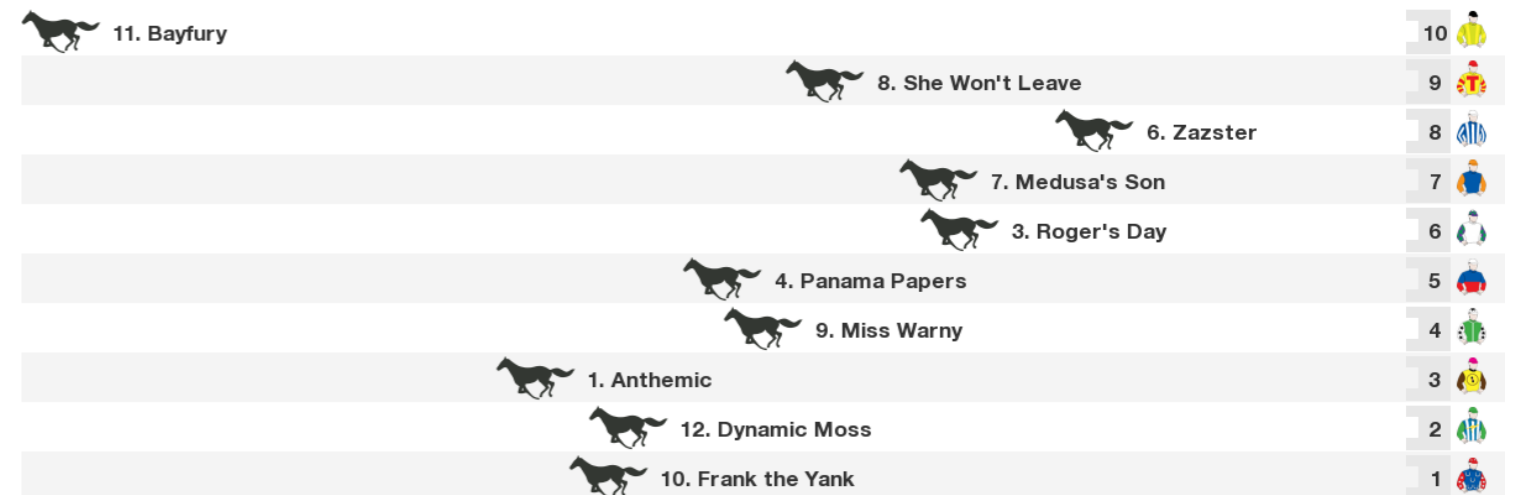 11. Bayfury 10
8. She Won't Leave 9 T
6. Zazster 8
7. Medusa's Son 7
3. Roger's Day 6
4. Panama Papers 5
9. Miss Warny 4
1. Anthemic 3
12. Dynamic Moss 2
10. Frank the Yank 1